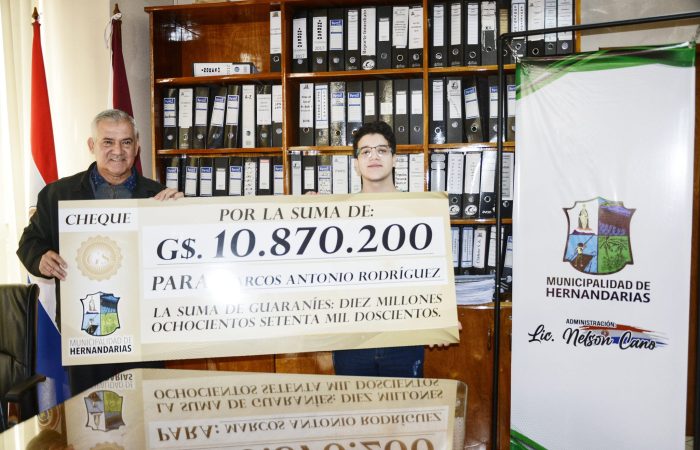 CHEQUE
POR LA SUMA DE:
G$. 10.870.200
PARA: MARCOS ANTONIO RODRÍGUEZ
LA SUMA DE GUARANÍES: DIEZ MILLONES
OCHOCIENTOS SETENTA MIL DOSCIENTOS.
MUNICIPALIDAD DE
HERNANDARIAS
MUNICIPALIDAD DE
HERNANDARIAS
ADMINISTRACIÓN
Lic. Nelson Cano